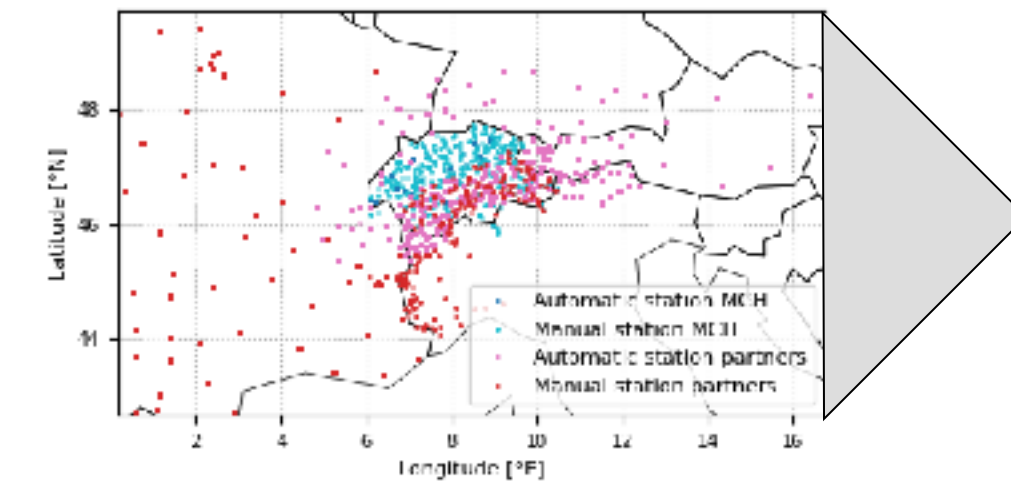 48
46
44
Latitude [°N]
Automatic station MCH
Manual station MCH
Automatic station partners
Manual station partners
2 4 6 8 10 12 14 16
Longitude [°E]